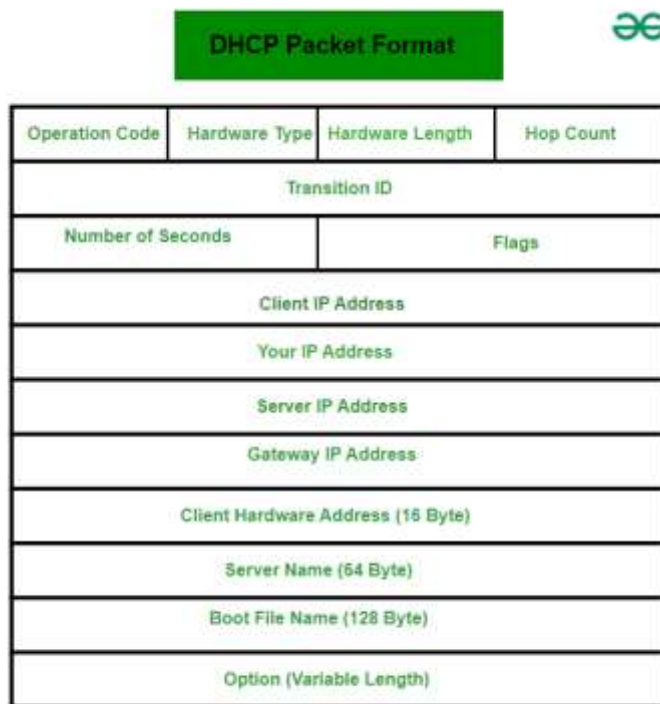 DHCP Packet Format
Operation Code Hardware Type Hardware Length Hop Count
Transition ID
Number of Seconds Flags
Client IP Address
Your IP Address
Server IP Address
Gateway IP Address
Client Hardware Address (16 Byte)
Server Name (64 Byte)
Boot File Name (128 Byte)
Option (Variable Length)